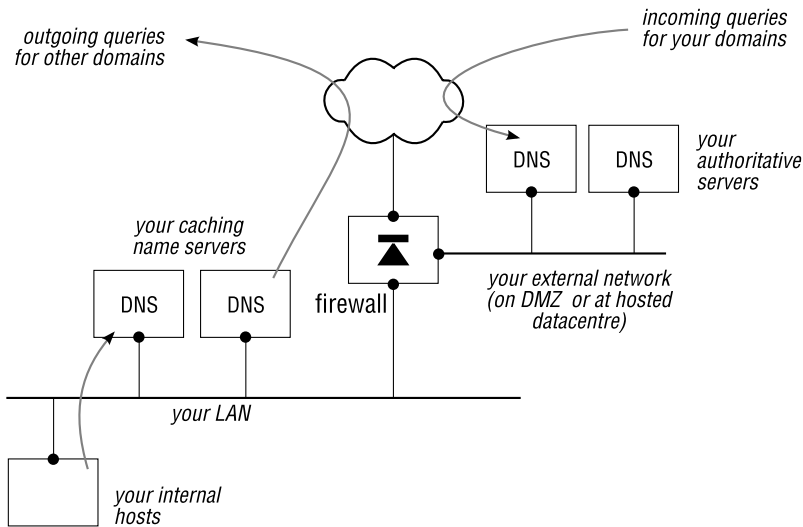 outgoing queries
for other domains
incoming queries
for your domains
DNS
DNS
your
authoritative
servers
your caching
name servers
DNS
DNS
firewall
your external network
(on DMZ or at hosted
datacentre)
your LAN
your internal
hosts